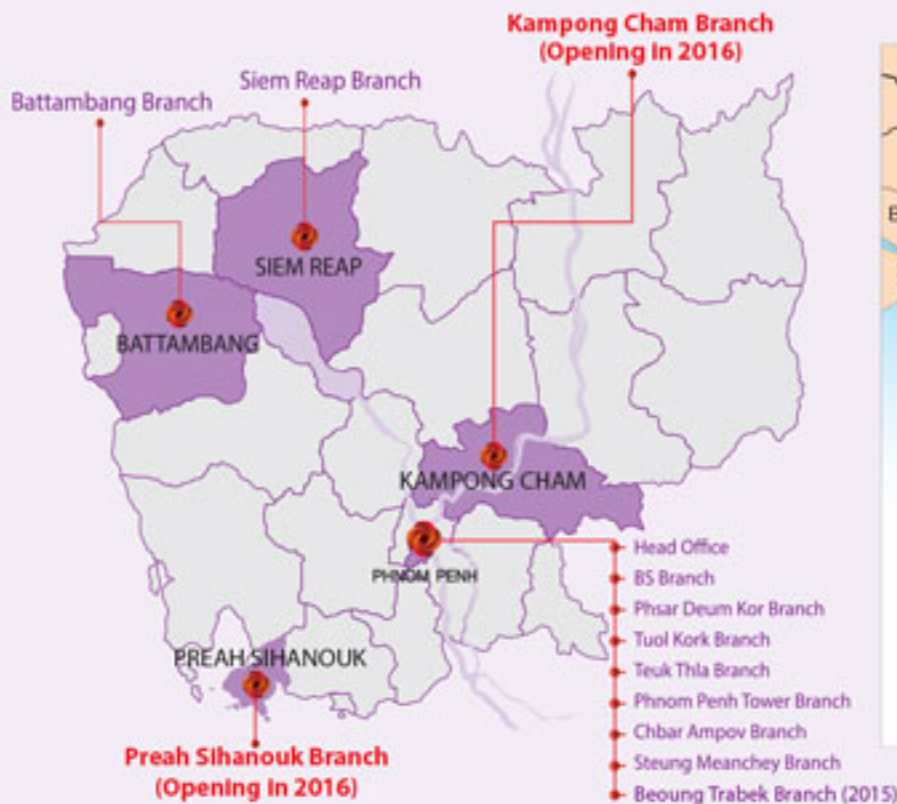 Kampong Cham Branch
(Opening in 2016)
Siem Reap Branch
Battambang Branch
SIEM REAP
BATTAMBANG
KAMPONG CHAM
PHNOM PENH
Head Office
BS Branch
Phsar Deum Kor Branch
Tuol Kork Branch
Teuk Thla Branch
Phnom Penh Tower Branch
Chbar Ampov Branch
Steung Meanchey Branch
Beoung Trabek Branch (2015)
PREAH SIHANOUK
Preah Sihanouk Branch
(Opening in 2016)